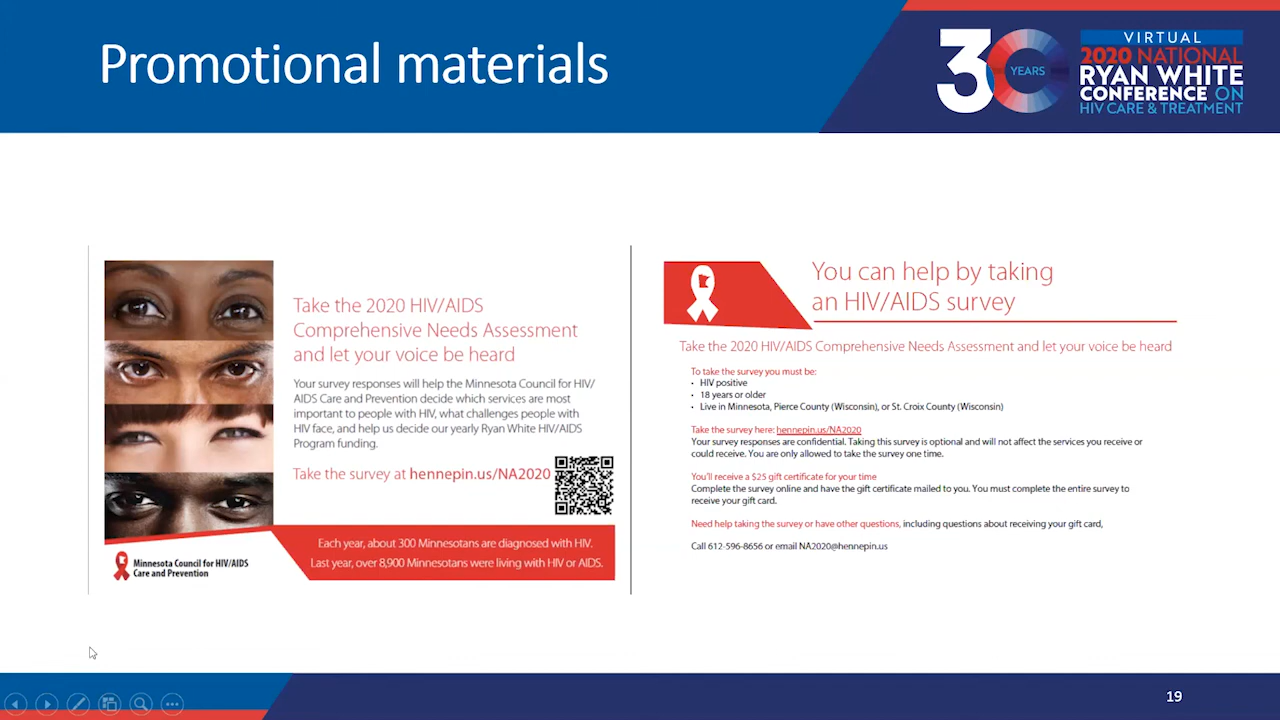 Promotional materials
30 YEARS
VIRTUAL
2020 NATIONAL
RYAN WHITE
CONFERENCE ON
HIV CARE & TREATMENT
Take the 2020 HIV/AIDS
Comprehensive Needs Assessment
and let your voice be heard
Your survey responses will help the Minnesota Council for HIV/
AIDS Care and Prevention decide which services are most
important to people with HIV, what challenges people with
HIV face, and help us decide our yearly Ryan White HIV/AIDS
Program funding.
Take the survey at hennepin.us/NA2020
Each year, about 300 Minnesotans are diagnosed with HIV.
Last year, over 8,900 Minnesotans were living with HIV or AIDS.
Minnesota Council for HIV/AIDS
Care and Prevention
You can help by taking
an HIV/AIDS survey
Take the 2020 HIV/AIDS Comprehensive Needs Assessment and let your voice be heard
To take the survey you must be:
• HIV positive
• 18 years or older
• Live in Minnesota, Pierce County (Wisconsin), or St. Croix County (Wisconsin)
Take the survey here: hennepin.us/NA2020
Your survey responses are confidential. Taking this survey is optional and will not affect the services you receive or
could receive. You are only allowed to take the survey one time.
You'll receive a $25 gift certificate for your time
Complete the survey online and have the gift certificate mailed to you. You must complete the entire survey to
receive your gift card.
Need help taking the survey or have other questions, including questions about receiving your gift card,
Call 612-596-8656 or email NA2020@hennepin.us
19